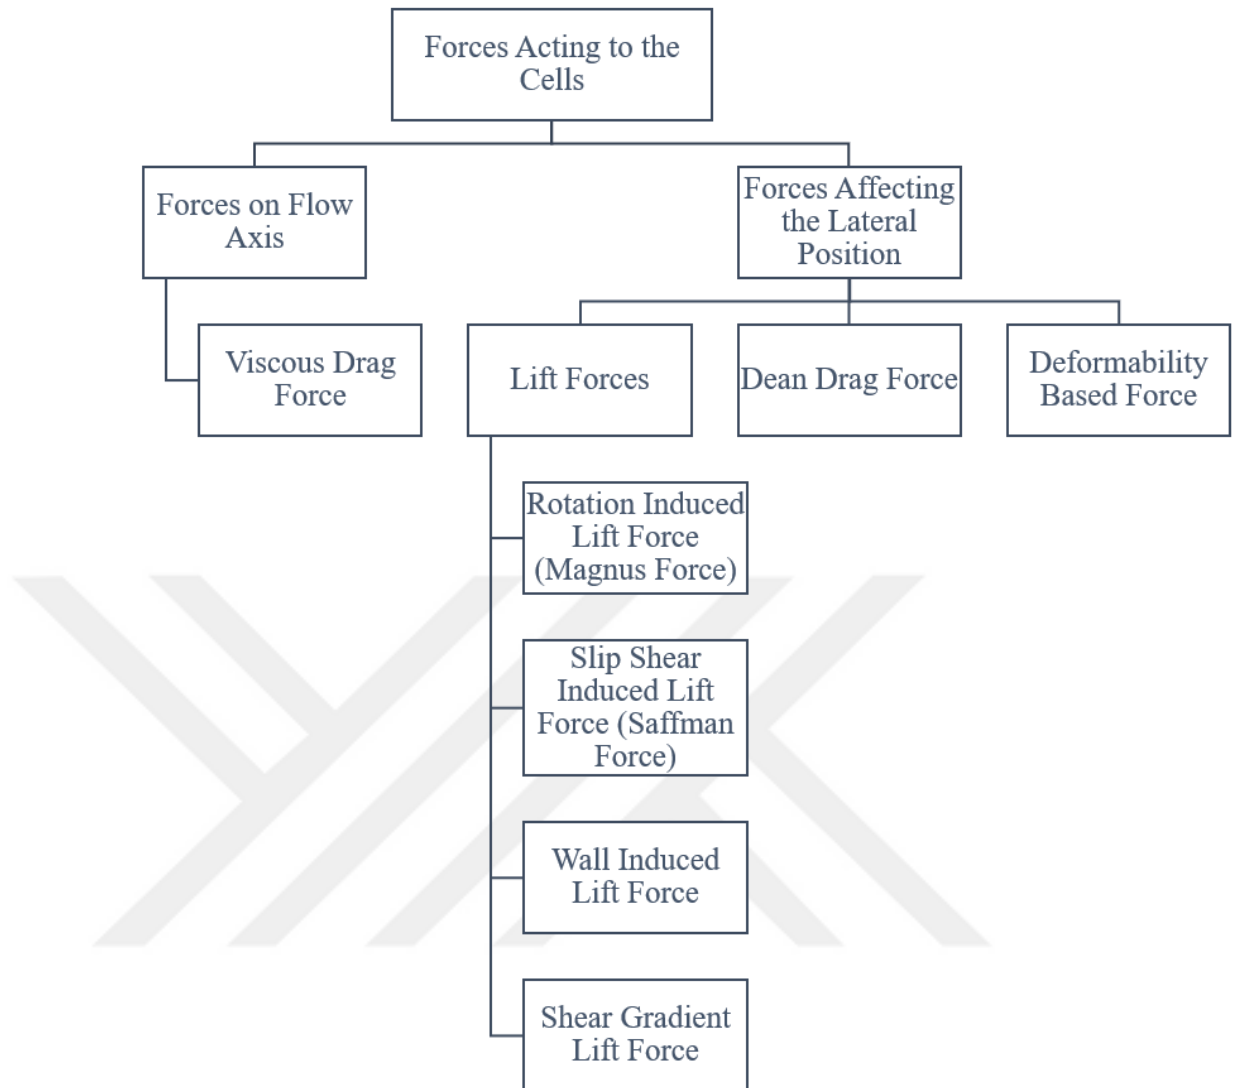 Forces Acting to the
Cells
Forces on Flow
Axis
Forces Affecting
the Lateral
Position
Viscous Drag
Force
Lift Forces
Dean Drag Force
Deformability
Based Force
Rotation Induced
Lift Force
(Magnus Force)
Slip Shear
Induced Lift
Force (Saffman
Force)
Wall Induced
Lift Force
Shear Gradient
Lift Force